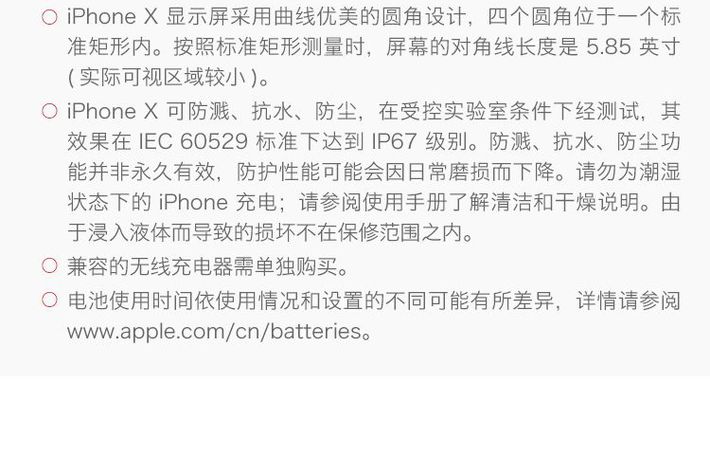 iPhone X 显示屏采用曲线优美的圆角设计，四个圆角位于一个标
准矩形内。按照标准矩形测量时，屏幕的对角线长度是 5.85 英寸
(实际可视区域较小)。
iPhone X 可防溅、抗水、防尘，在受控实验室条件下经测试，其
效果在 IEC 60529 标准下达到 IP67 级别。防溅、抗水、防尘功
能并非永久有效，防护性能可能会因日常磨损而下降。请勿为潮湿
状态下的 iPhone 充电；请参阅使用手册了解清洁和干燥说明。由
于浸入液体而导致的损坏不在保修范围之内。
兼容的无线充电器需单独购买。
电池使用时间依使用情况和设置的不同可能有所差异，详情请参阅
www.apple.com/cn/batteries。